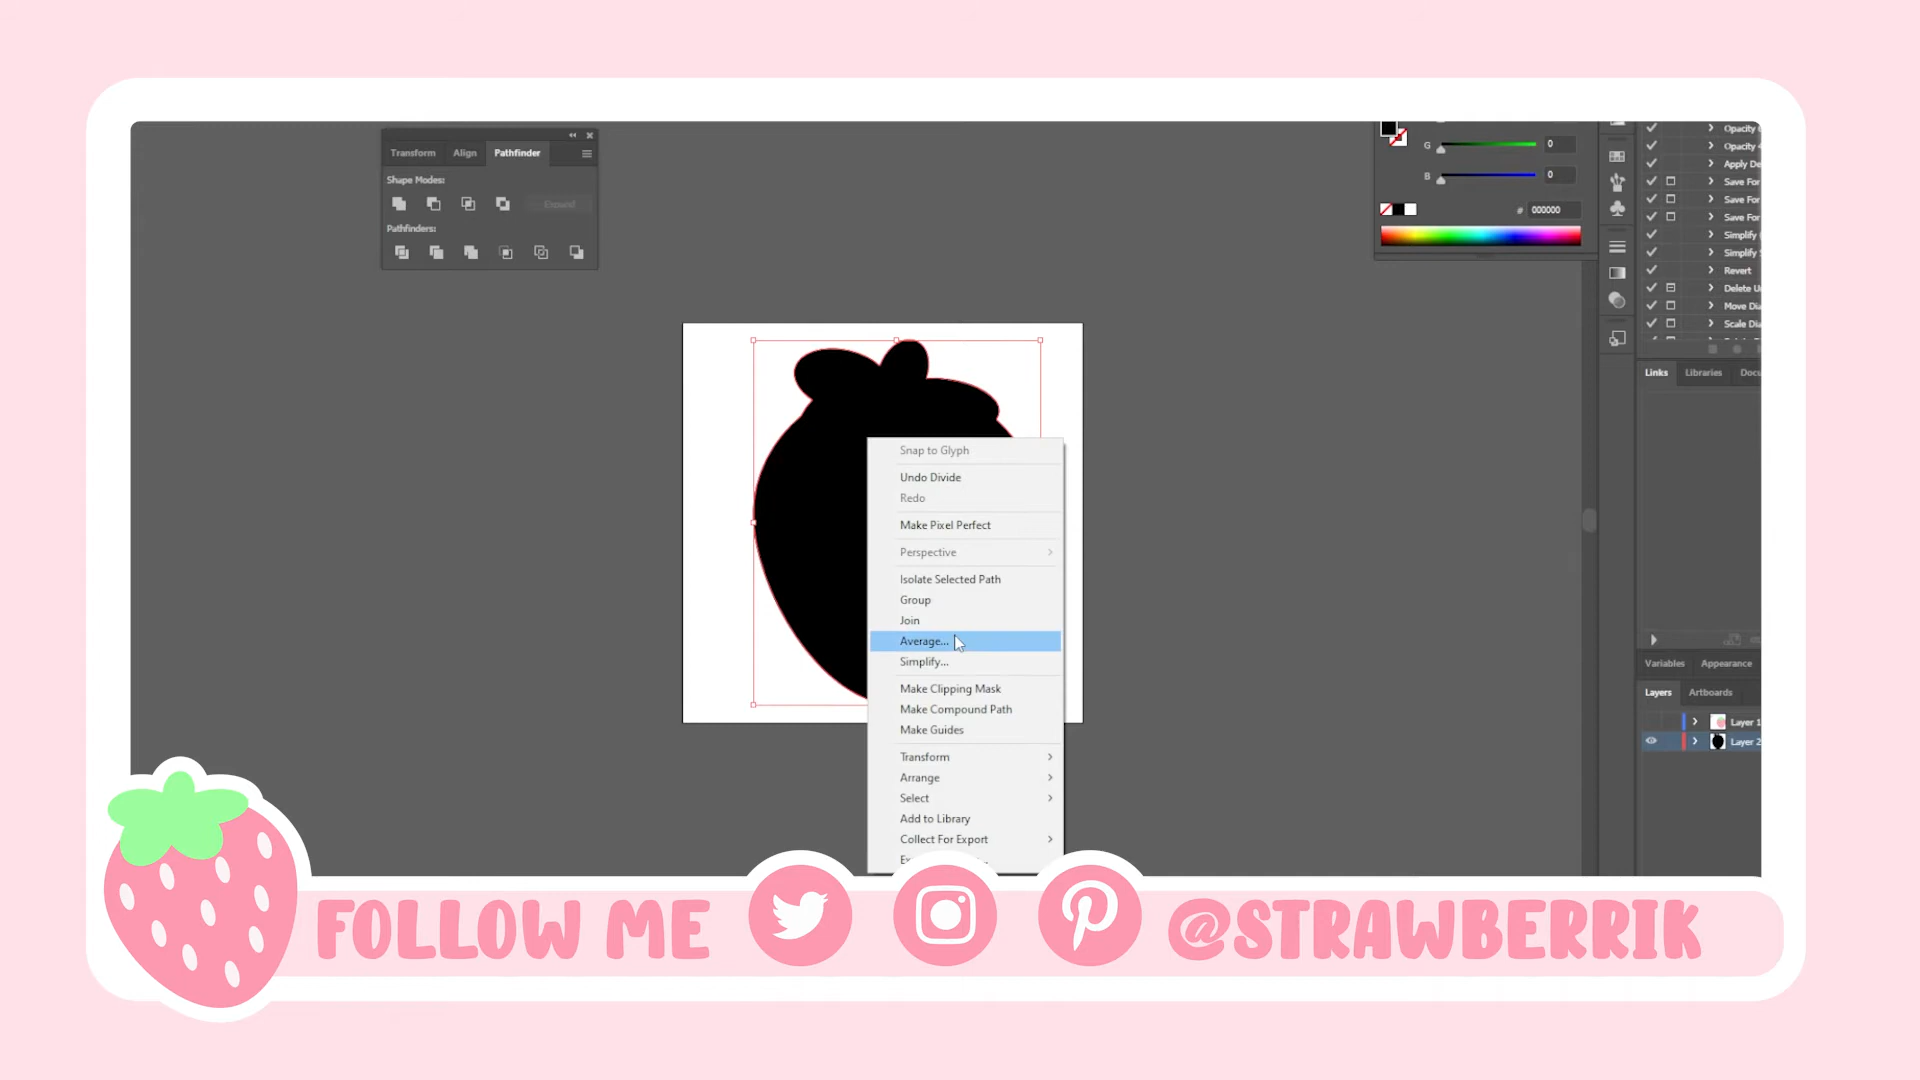 Transform Align Pathfinder
Shape Modes:
Expand
Pathfinders:
G 0
B 0
# 000000
Opacity
Opacity
Apply De
Save For
Save For
Save For
Simplify
Simplify
Revert
Delete Un
Move Dia
Scale Dia
Links Libraries Docu
Snap to Glyph
Undo Divide
Redo
Make Pixel Perfect
Perspective
Isolate Selected Path
Group
Join
Average...
Simplify...
Make Clipping Mask
Make Compound Path
Make Guides
Transform
Arrange
Select
Add to Library
Collect For Export
Variables Appearance
Layers Artboards
Layer 1
Layer 2
FOLLOW ME @STRAWBERRIK